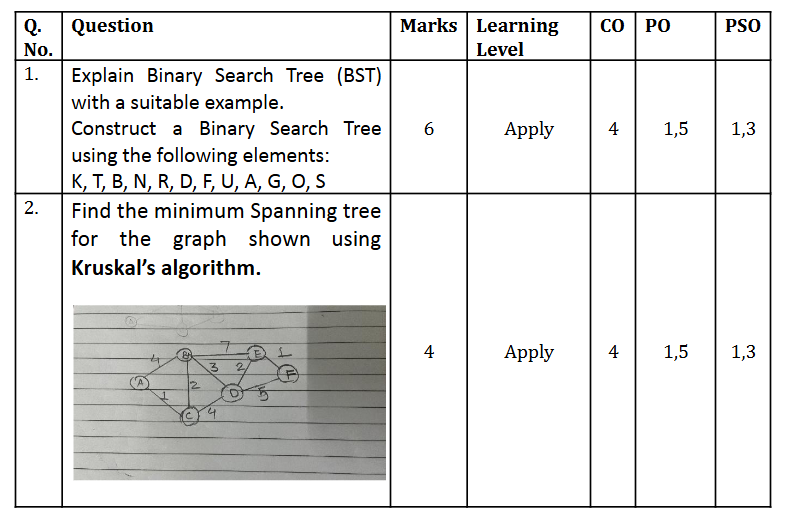 Q. No. Question Marks Learning Level CO PO PSO
1. Explain Binary Search Tree (BST)
with a suitable example.
Construct a Binary Search Tree
using the following elements:
K, T, B, N, R, D, F, U, A, G, O, S
6 Apply 4 1,5 1,3
2. Find the minimum Spanning tree
for the graph shown using
Kruskal’s algorithm.
4 Apply 4 1,5 1,3
7
B E 1
4 3 2 F
A 2
1 D 5
C 4